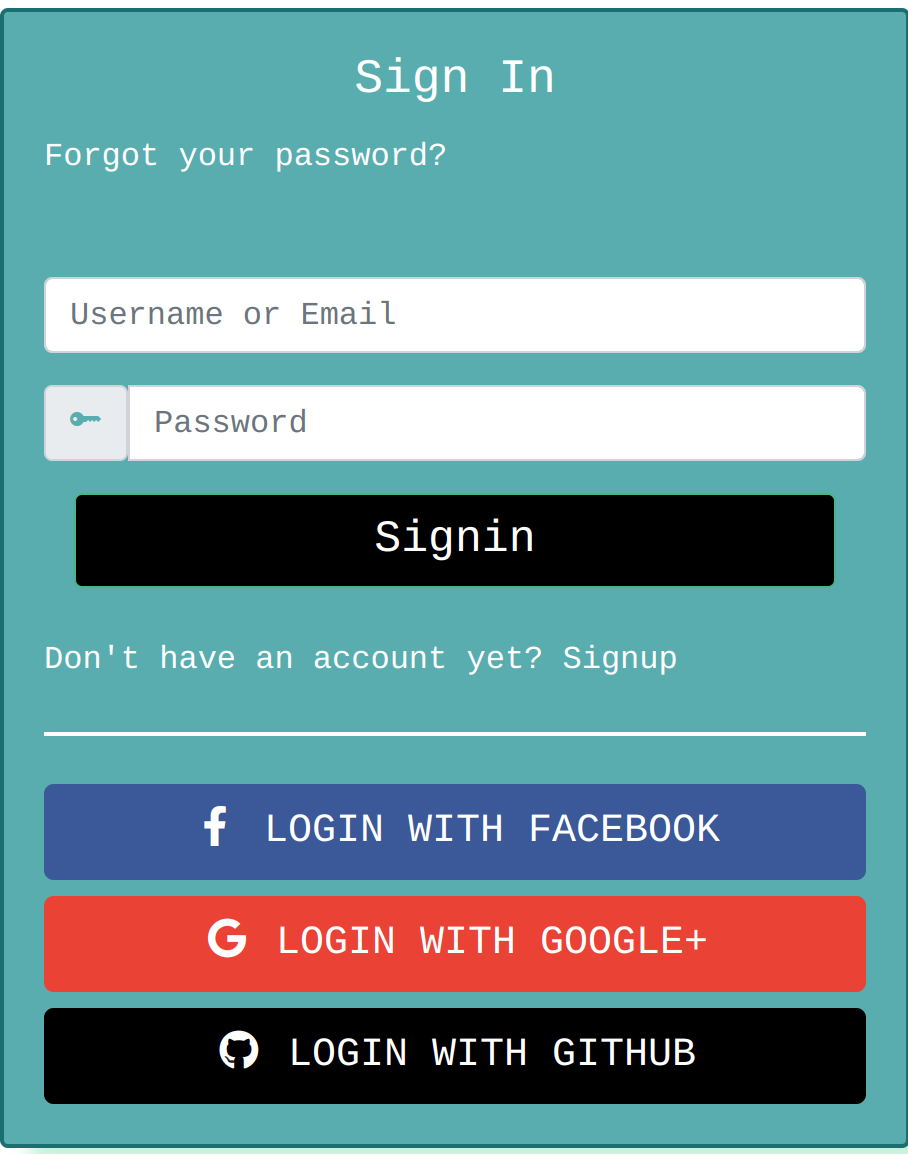 Sign In
Forgot your password?
Username or Email
Password
Signin
Don't have an account yet? Signup
LOGIN WITH FACEBOOK
LOGIN WITH GOOGLE+
LOGIN WITH GITHUB